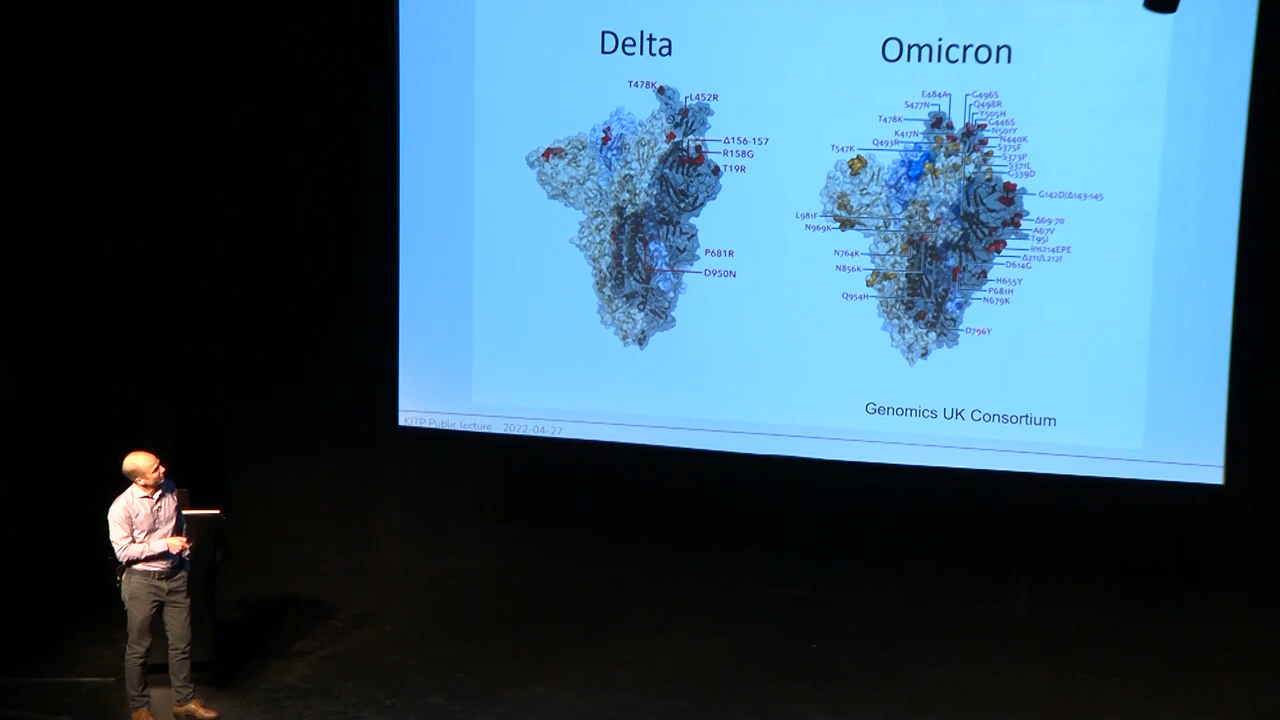 Delta
Omicron
T478K
L452R
Δ156-157
R158G
T19R
P681R
D950N
E484A
G496S
S477N
Q498R
Y505H
T478K
G446S
N501Y
K417N
N440K
Q493R
S375F
T547K
S373P
S371L
G339D
G142D/Δ143-145
L981F
Δ69-70
N969K
A67V
T95I
ins214EPE
N764K
Δ211/L212I
D614G
N856K
H655Y
P681H
Q954H
N679K
D796Y
Genomics UK Consortium
KITP Public lecture – 2022-04-27